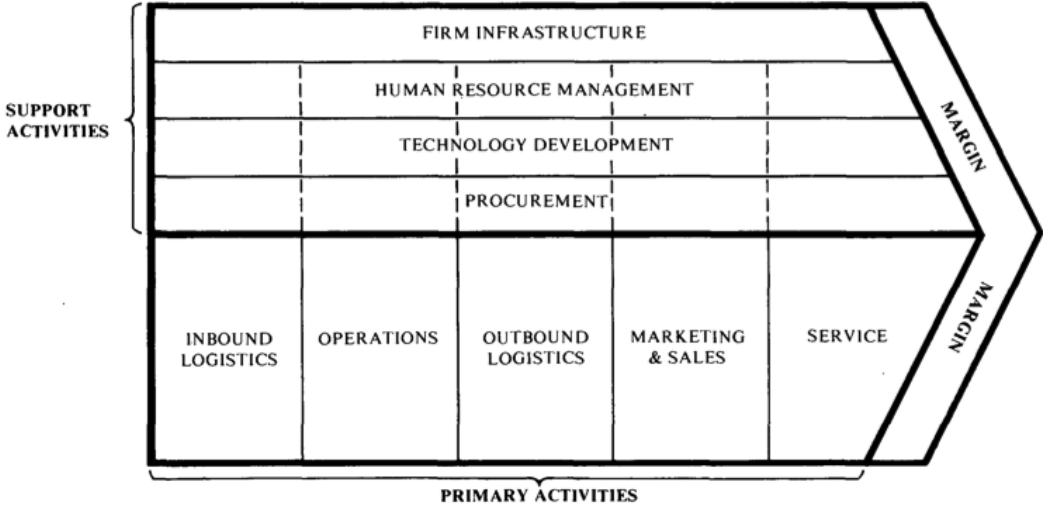 FIRM INFRASTRUCTURE
HUMAN RESOURCE MANAGEMENT
SUPPORT
ACTIVITIES
TECHNOLOGY DEVELOPMENT
PROCUREMENT
MARGIN
INBOUND
LOGISTICS
OPERATIONS
OUTBOUND
LOGISTICS
MARKETING
& SALES
SERVICE
MARGIN
PRIMARY ACTIVITIES